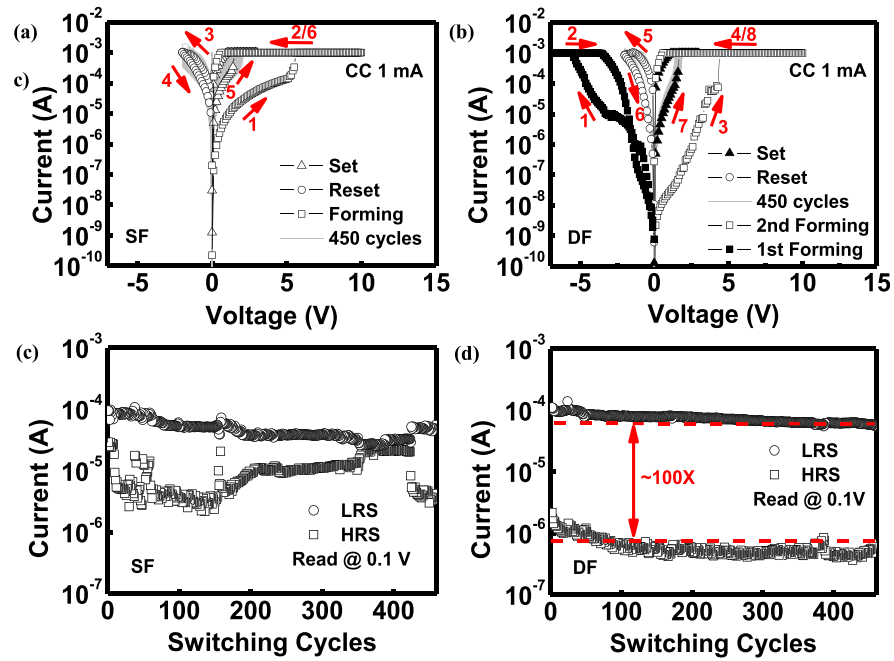 (a)
10⁻² 10⁻³ 10⁻⁴ 10⁻⁵ 10⁻⁶ 10⁻⁷ 10⁻⁸ 10⁻⁹ 10⁻¹⁰
Current (A)
c)
3 2/6
4 5 1
CC 1 mA
Set
Reset
Forming
450 cycles
SF
-5 0 5 10 15
Voltage (V)
(b)
10⁻² 10⁻³ 10⁻⁴ 10⁻⁵ 10⁻⁶ 10⁻⁷ 10⁻⁸ 10⁻⁹ 10⁻¹⁰
Current (A)
2 5 4/8
1 6 7 3
CC 1 mA
Set
Reset
450 cycles
2nd Forming
1st Forming
DF
-5 0 5 10 15
Voltage (V)
(c)
10⁻³ 10⁻⁴ 10⁻⁵ 10⁻⁶ 10⁻⁷
Current (A)
LRS
HRS
Read @ 0.1 V
SF
0 100 200 300 400
Switching Cycles
(d)
10⁻² 10⁻³ 10⁻⁴ 10⁻⁵ 10⁻⁶ 10⁻⁷
Current (A)
~100X
LRS
HRS
Read @ 0.1V
DF
0 100 200 300 400
Switching Cycles